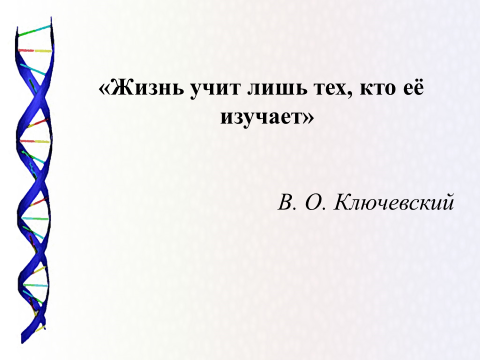 «Жизнь учит лишь тех, кто её
изучает»
В. О. Ключевский